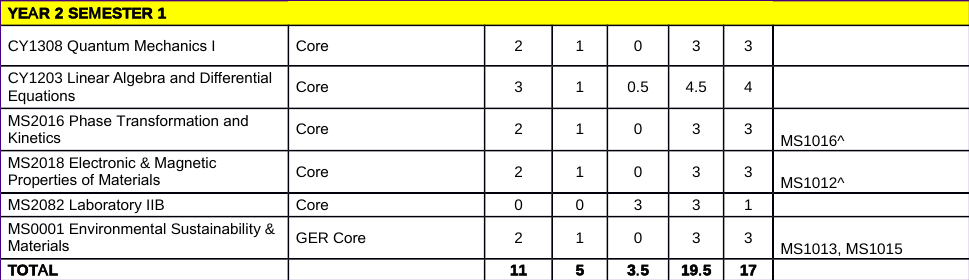 YEAR 2 SEMESTER 1
CY1308 Quantum Mechanics I Core 2 1 0 3 3
CY1203 Linear Algebra and Differential
Equations Core 3 1 0.5 4.5 4
MS2016 Phase Transformation and
Kinetics Core 2 1 0 3 3 MS1016^
MS2018 Electronic & Magnetic
Properties of Materials Core 2 1 0 3 3 MS1012^
MS2082 Laboratory IIB Core 0 0 3 3 1
MS0001 Environmental Sustainability &
Materials GER Core 2 1 0 3 3 MS1013, MS1015
TOTAL 11 5 3.5 19.5 17